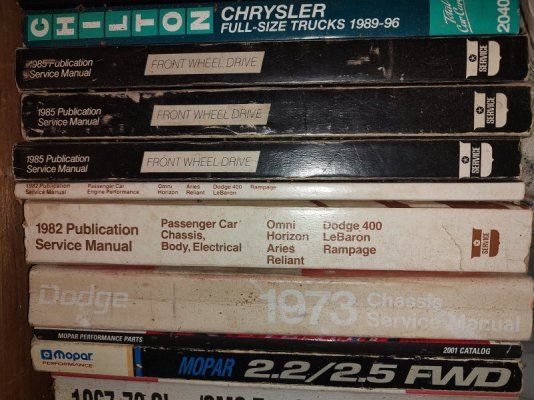 CHILTON CHRYSLER
FULL-SIZE TRUCKS 1989-96
Total
Car Care
2040
1985 Publication
Service Manual
FRONT WHEEL DRIVE
SERVICE
1985 Publication
Service Manual
FRONT WHEEL DRIVE
SERVICE
1985 Publication
Service Manual
FRONT WHEEL DRIVE
SERVICE
1982 Publication
Service Manual
Passenger Car
Engine Performance
Omni
Horizon
Aries
Reliant
Dodge 400
LeBaron
Rampage
1982 Publication
Service Manual
Passenger Car
Chassis,
Body, Electrical
Omni
Horizon
Aries
Reliant
Dodge 400
LeBaron
Rampage
SERVICE
Dodge
1973 Chassis
Service Manual
MOPAR PERFORMANCE PARTS
2001 CATALOG
Mopar
PERFORMANCE
MOPAR 2.2/2.5 FWD